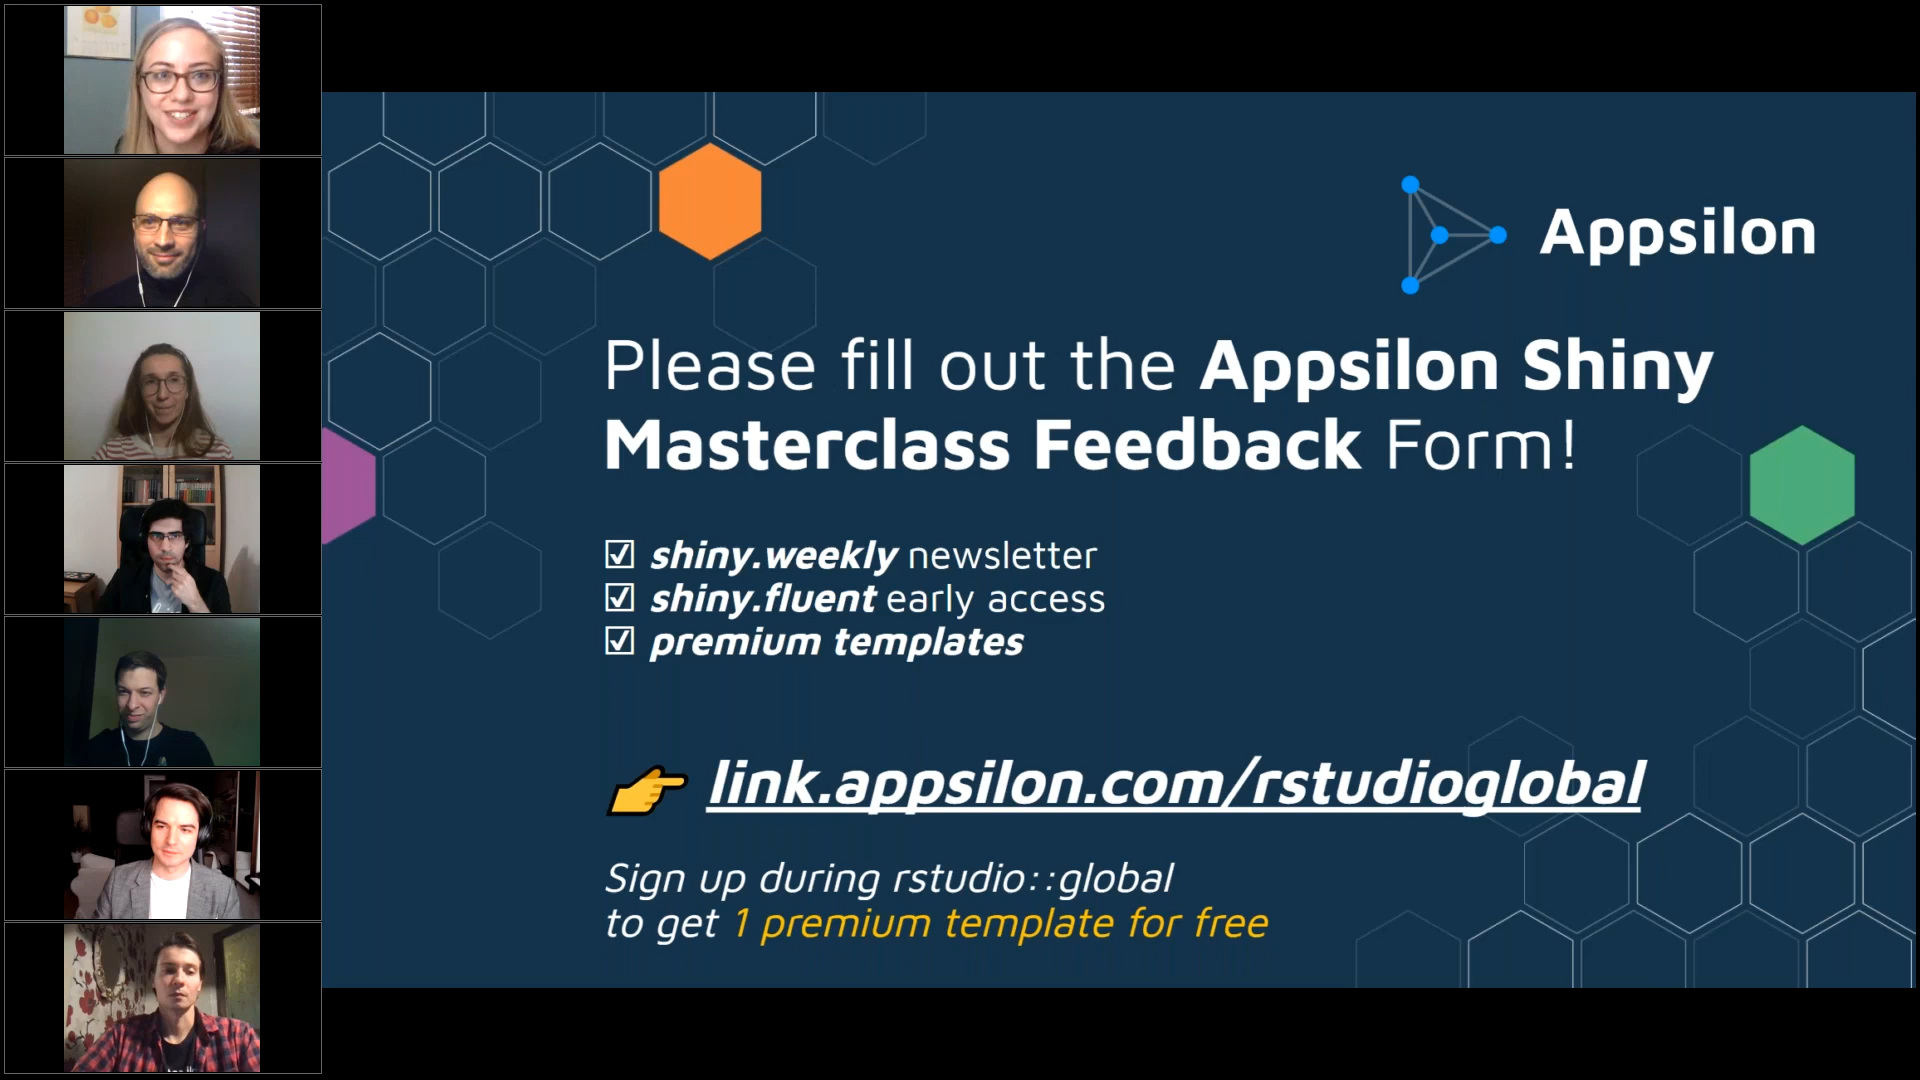 Appsilon
Please fill out the Appsilon Shiny
Masterclass Feedback Form!
☑ shiny.weekly newsletter
☑ shiny.fluent early access
☑ premium templates
👉 link.appsilon.com/rstudioglobal
Sign up during rstudio::global
to get 1 premium template for free